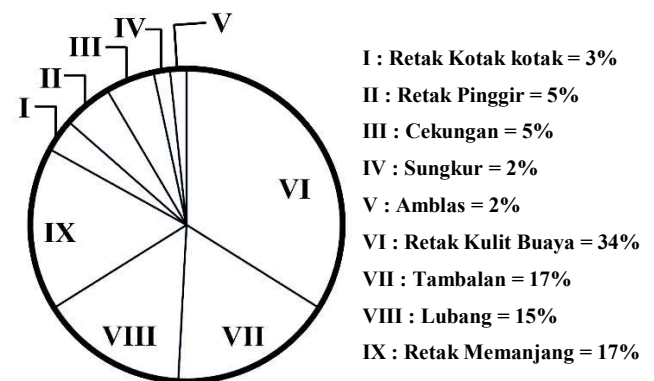 I
II
III
IV
V
VI
VII
VIII
IX
I : Retak Kotak kotak = 3%
II : Retak Pinggir = 5%
III : Cekungan = 5%
IV : Sungkur = 2%
V : Amblas = 2%
VI : Retak Kulit Buaya = 34%
VII : Tambalan = 17%
VIII : Lubang = 15%
IX : Retak Memanjang = 17%